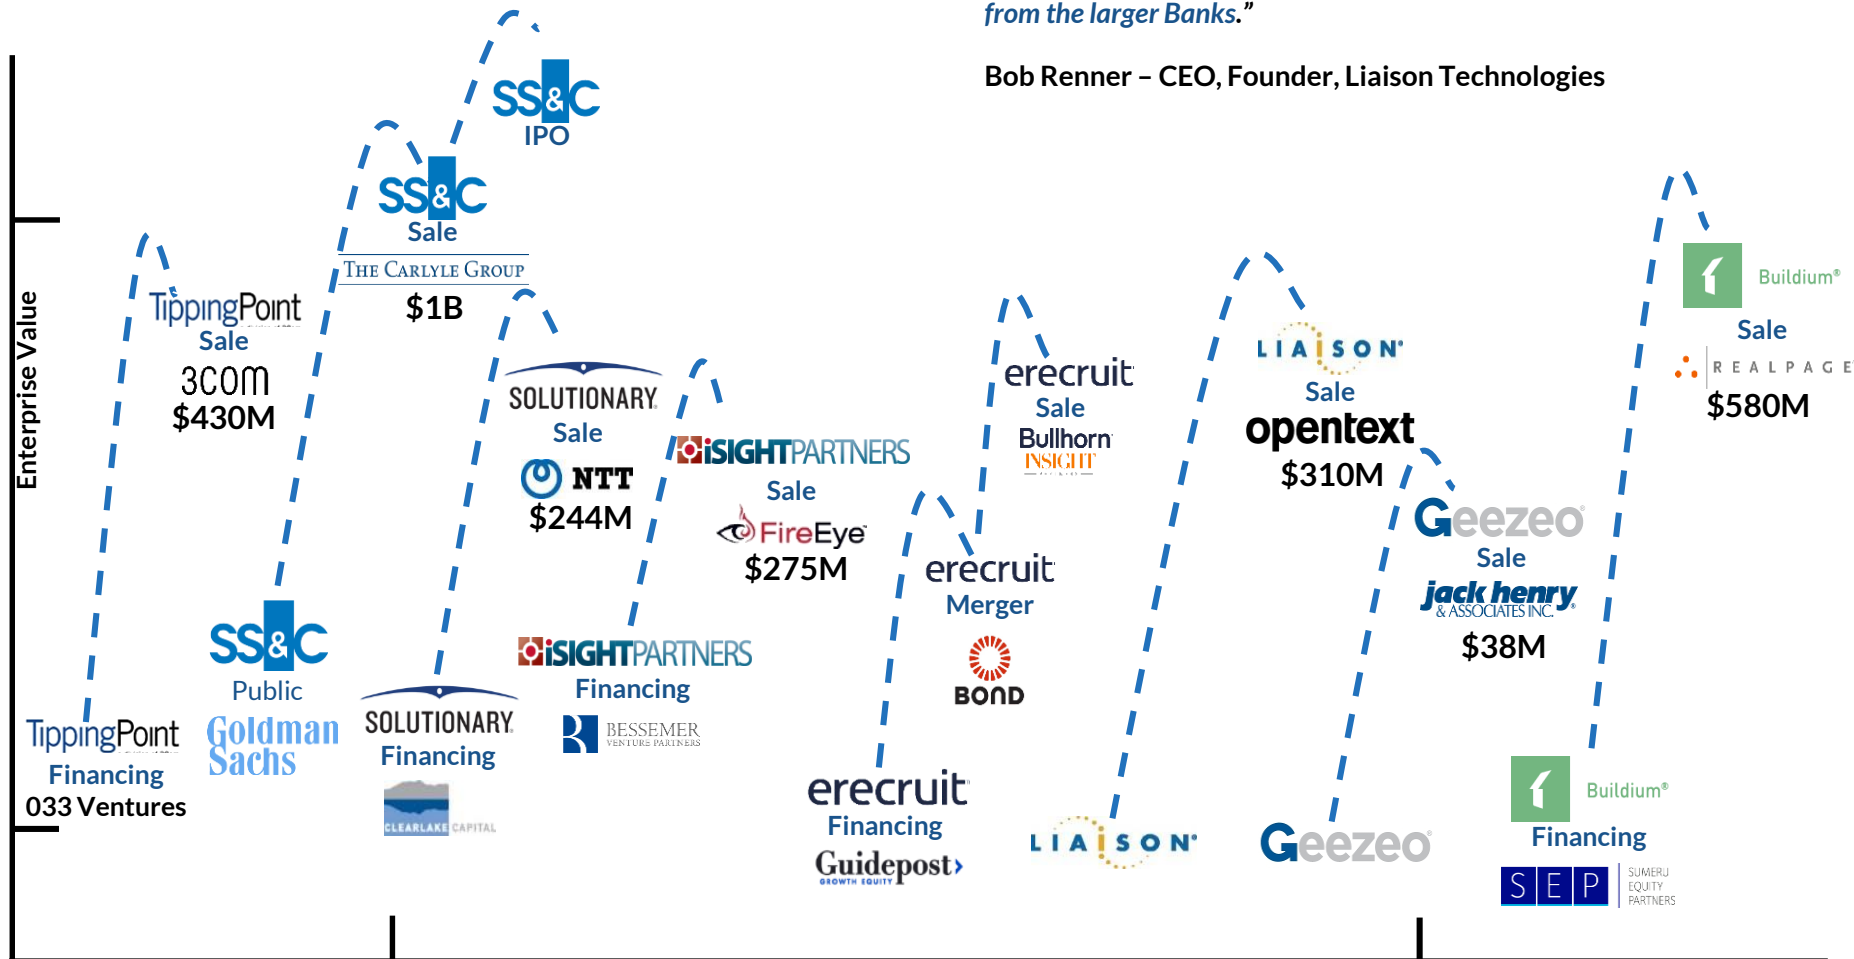 from the larger Banks.”
Bob Renner – CEO, Founder, Liaison Technologies
SS&C
IPO
SS&C
Sale
THE CARLYLE GROUP
$1B
Enterprise Value
TippingPoint
Sale
3COM
$430M
SOLUTIONARY
Sale
NTT
$244M
iSIGHTPARTNERS
Sale
FireEye
$275M
erecruit
Sale
Bullhorn
INSIGHT
erecruit
Merger
BOND
LIAISON®
Sale
opentext
$310M
Geezeo
Sale
jack henry
& ASSOCIATES INC.®
$38M
Buildium®
Sale
REALPAGE
$580M
TippingPoint
Financing
033 Ventures
SS&C
Public
Goldman
Sachs
SOLUTIONARY
Financing
CLEARLAKE CAPITAL
iSIGHTPARTNERS
Financing
BESSEMER
VENTURE PARTNERS
erecruit
Financing
Guidepost>
GROWTH EQUITY
LIAISON®
Geezeo
Buildium®
Financing
SEP
SUMERU
EQUITY
PARTNERS